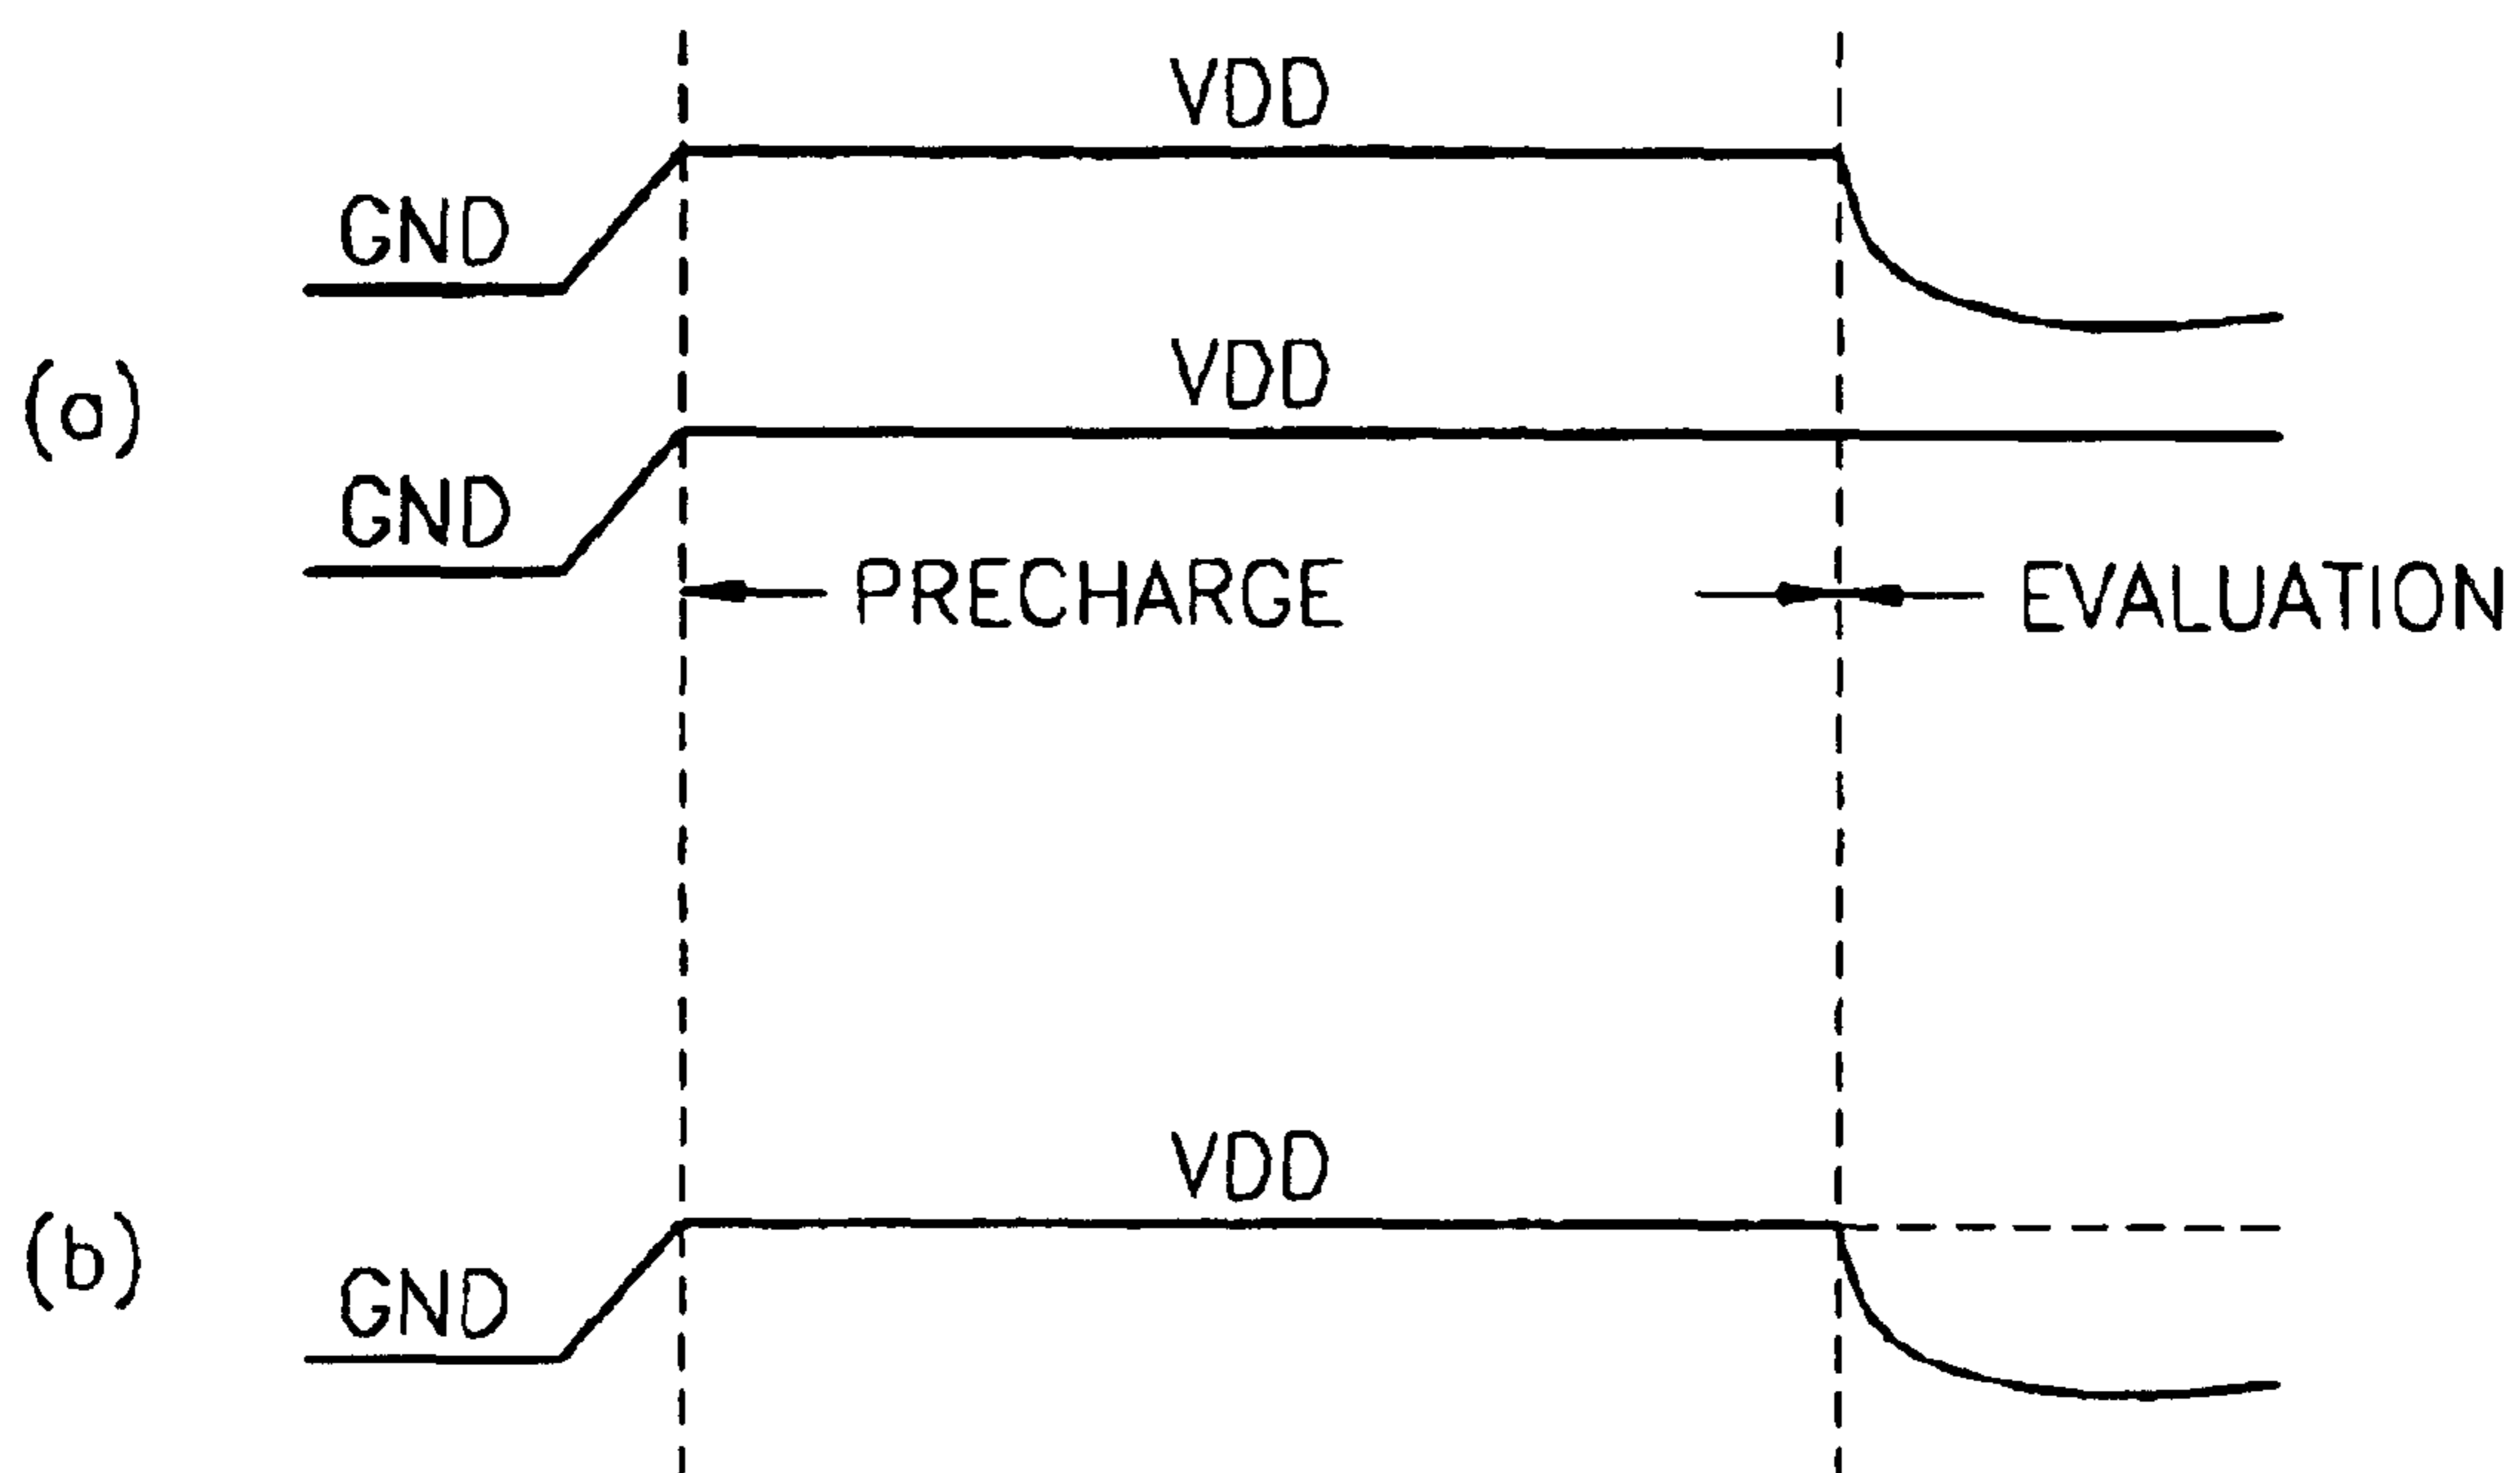 VDD
GND
(a)
VDD
GND
PRECHARGE
EVALUATION
VDD
(b)
GND